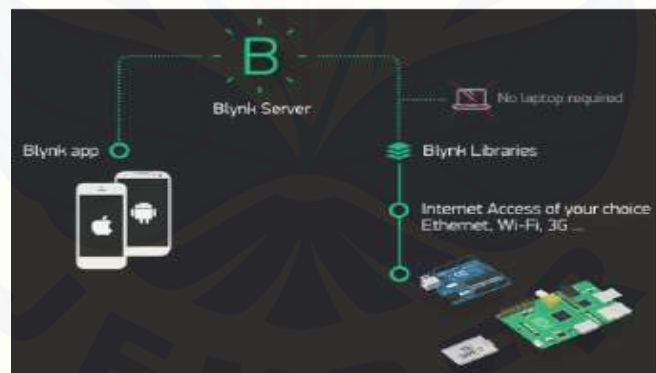 B
Blynk Server
No laptop required
Blynk app
Blynk Libraries
Internet Access of your choice
Ethernet, Wi-Fi, 3G ...